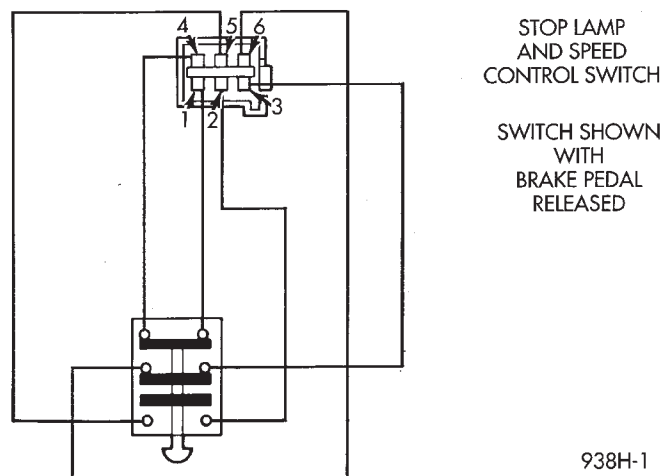 4 5 6
1 2 3
STOP LAMP
AND SPEED
CONTROL SWITCH
SWITCH SHOWN
WITH
BRAKE PEDAL
RELEASED
938H-1